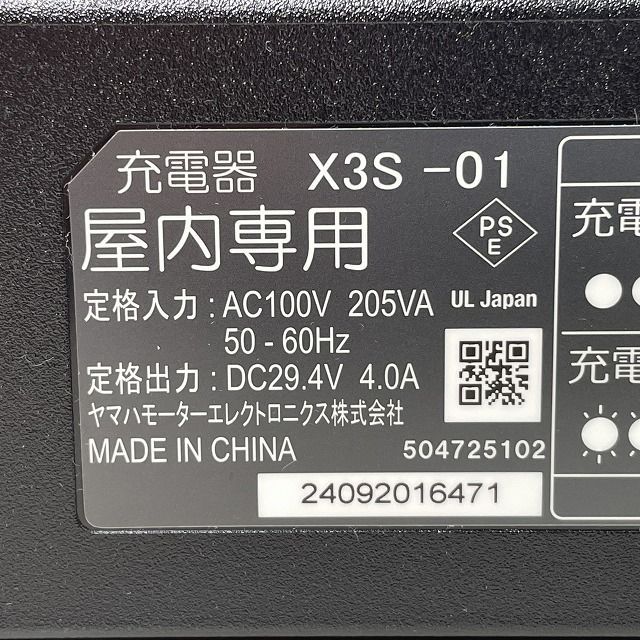 充電器 X3S -01
屋内専用
PS
E
定格入力 : AC100V 205VA
UL Japan
50 - 60Hz
定格出力 : DC29.4V 4.0A
ヤマハモーターエレクトロニクス株式会社
MADE IN CHINA
504725102
24092016471
充電
充電